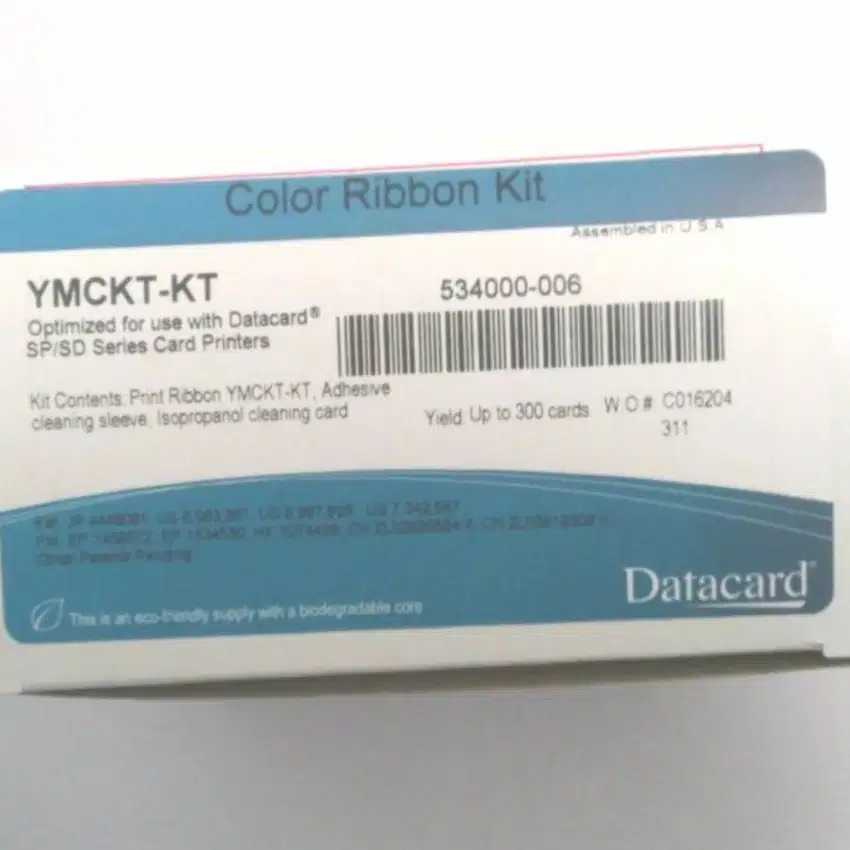 Color Ribbon Kit
Assembled in U S A
YMCKT-KT
534000-006
Optimized for use with Datacard®
SP/SD Series Card Printers
Kit Contents: Print Ribbon YMCKT-KT, Adhesive
cleaning sleeve, Isopropanol cleaning card
Yield Up to 300 cards W O # C016204
311
Other Patents Pending
Datacard®
This is an eco-friendly supply with a biodegradable core